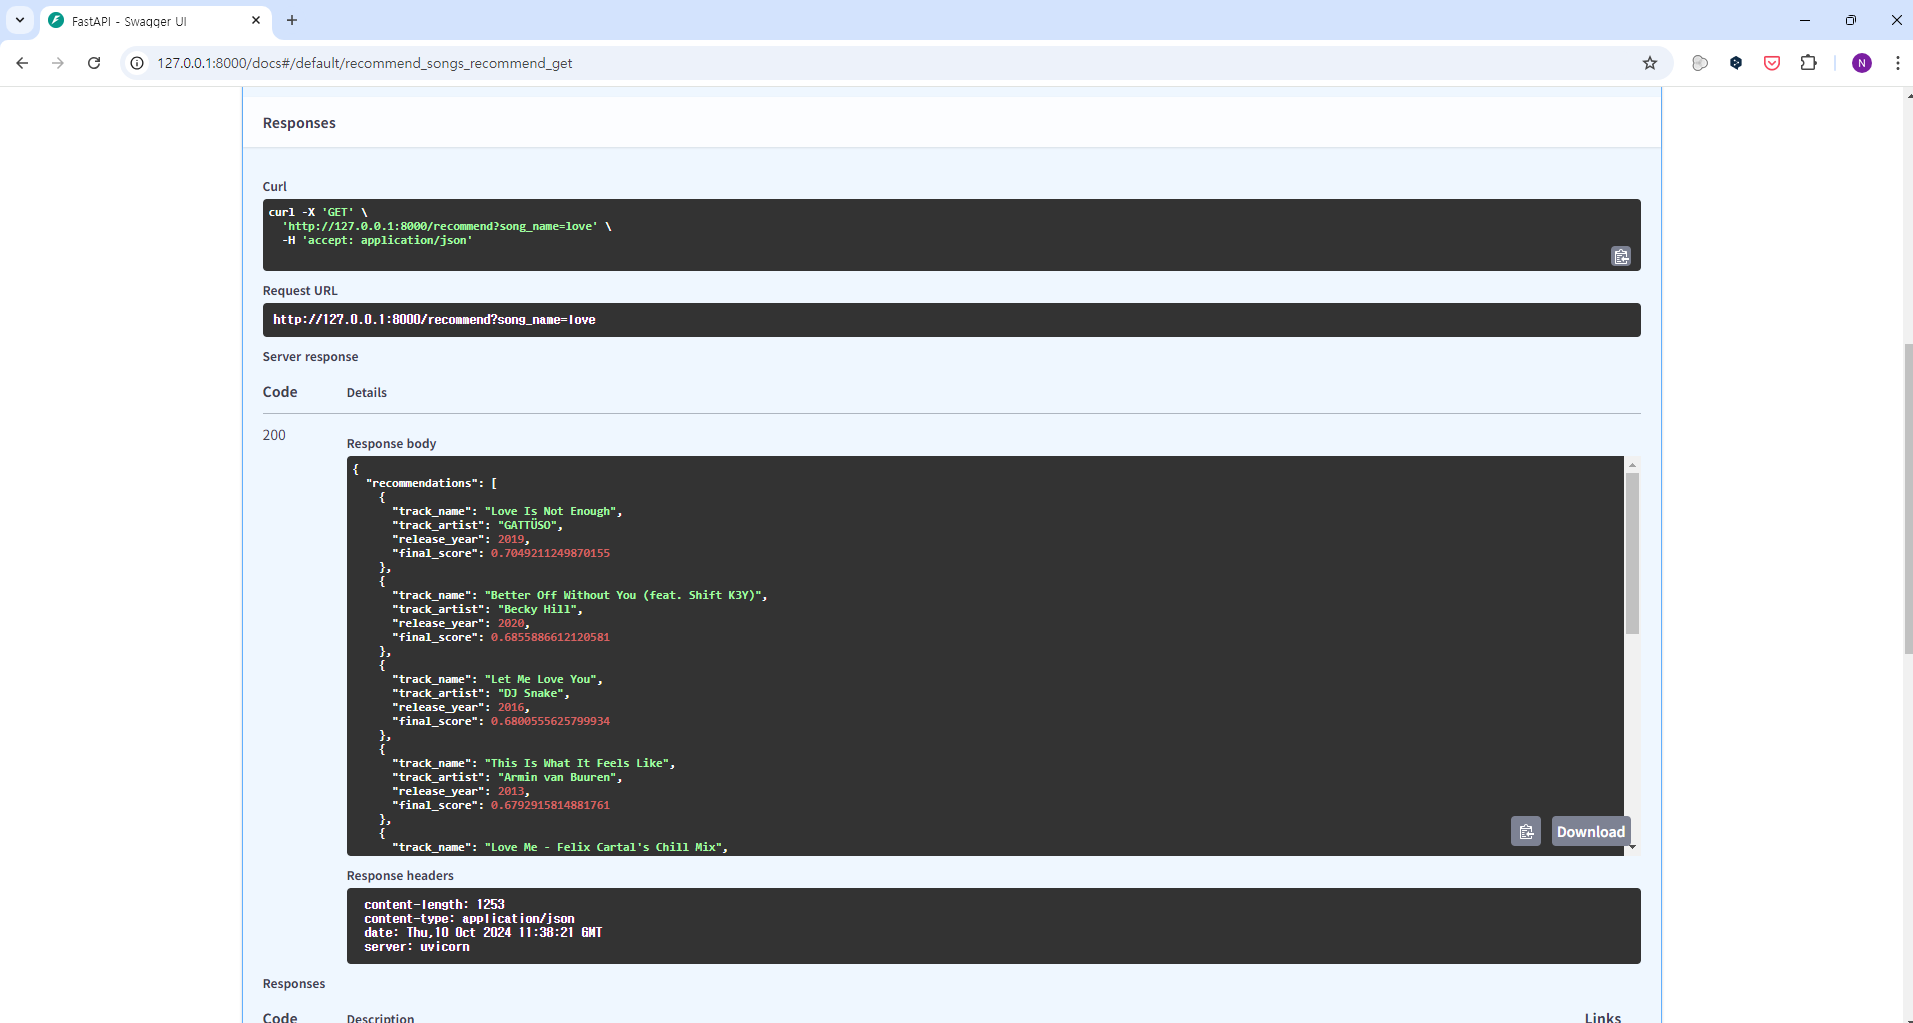 FastAPI - Swagger UI
127.0.0.1:8000/docs#/default/recommend_songs_recommend_get
N
Responses
Curl
curl -X 'GET' \
'http://127.0.0.1:8000/recommend?song_name=love' \
-H 'accept: application/json'
Request URL
http://127.0.0.1:8000/recommend?song_name=love
Server response
Code Details
200
Response body
{
"recommendations": [
{
"track_name": "Love Is Not Enough",
"track_artist": "GATTÜSO",
"release_year": 2019,
"final_score": 0.7049211249870155
},
{
"track_name": "Better Off Without You (feat. Shift K3Y)",
"track_artist": "Becky Hill",
"release_year": 2020,
"final_score": 0.6855886612120581
},
{
"track_name": "Let Me Love You",
"track_artist": "DJ Snake",
"release_year": 2016,
"final_score": 0.6800555625799934
},
{
"track_name": "This Is What It Feels Like",
"track_artist": "Armin van Buuren",
"release_year": 2013,
"final_score": 0.6792915814881761
},
{
"track_name": "Love Me - Felix Cartal's Chill Mix",
Download
Response headers
content-length: 1253
content-type: application/json
date: Thu,10 Oct 2024 11:38:21 GMT
server: uvicorn
Responses
Code Description Links